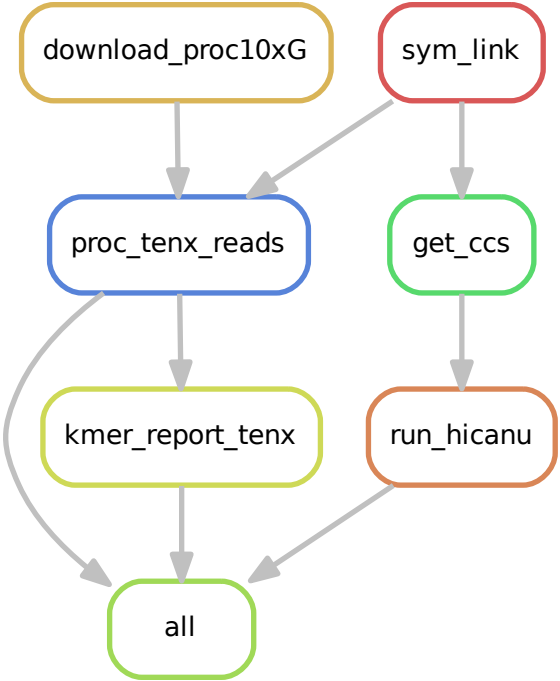 download_proc10xG
sym_link
proc_tenx_reads
get_ccs
kmer_report_tenx
run_hicanu
all